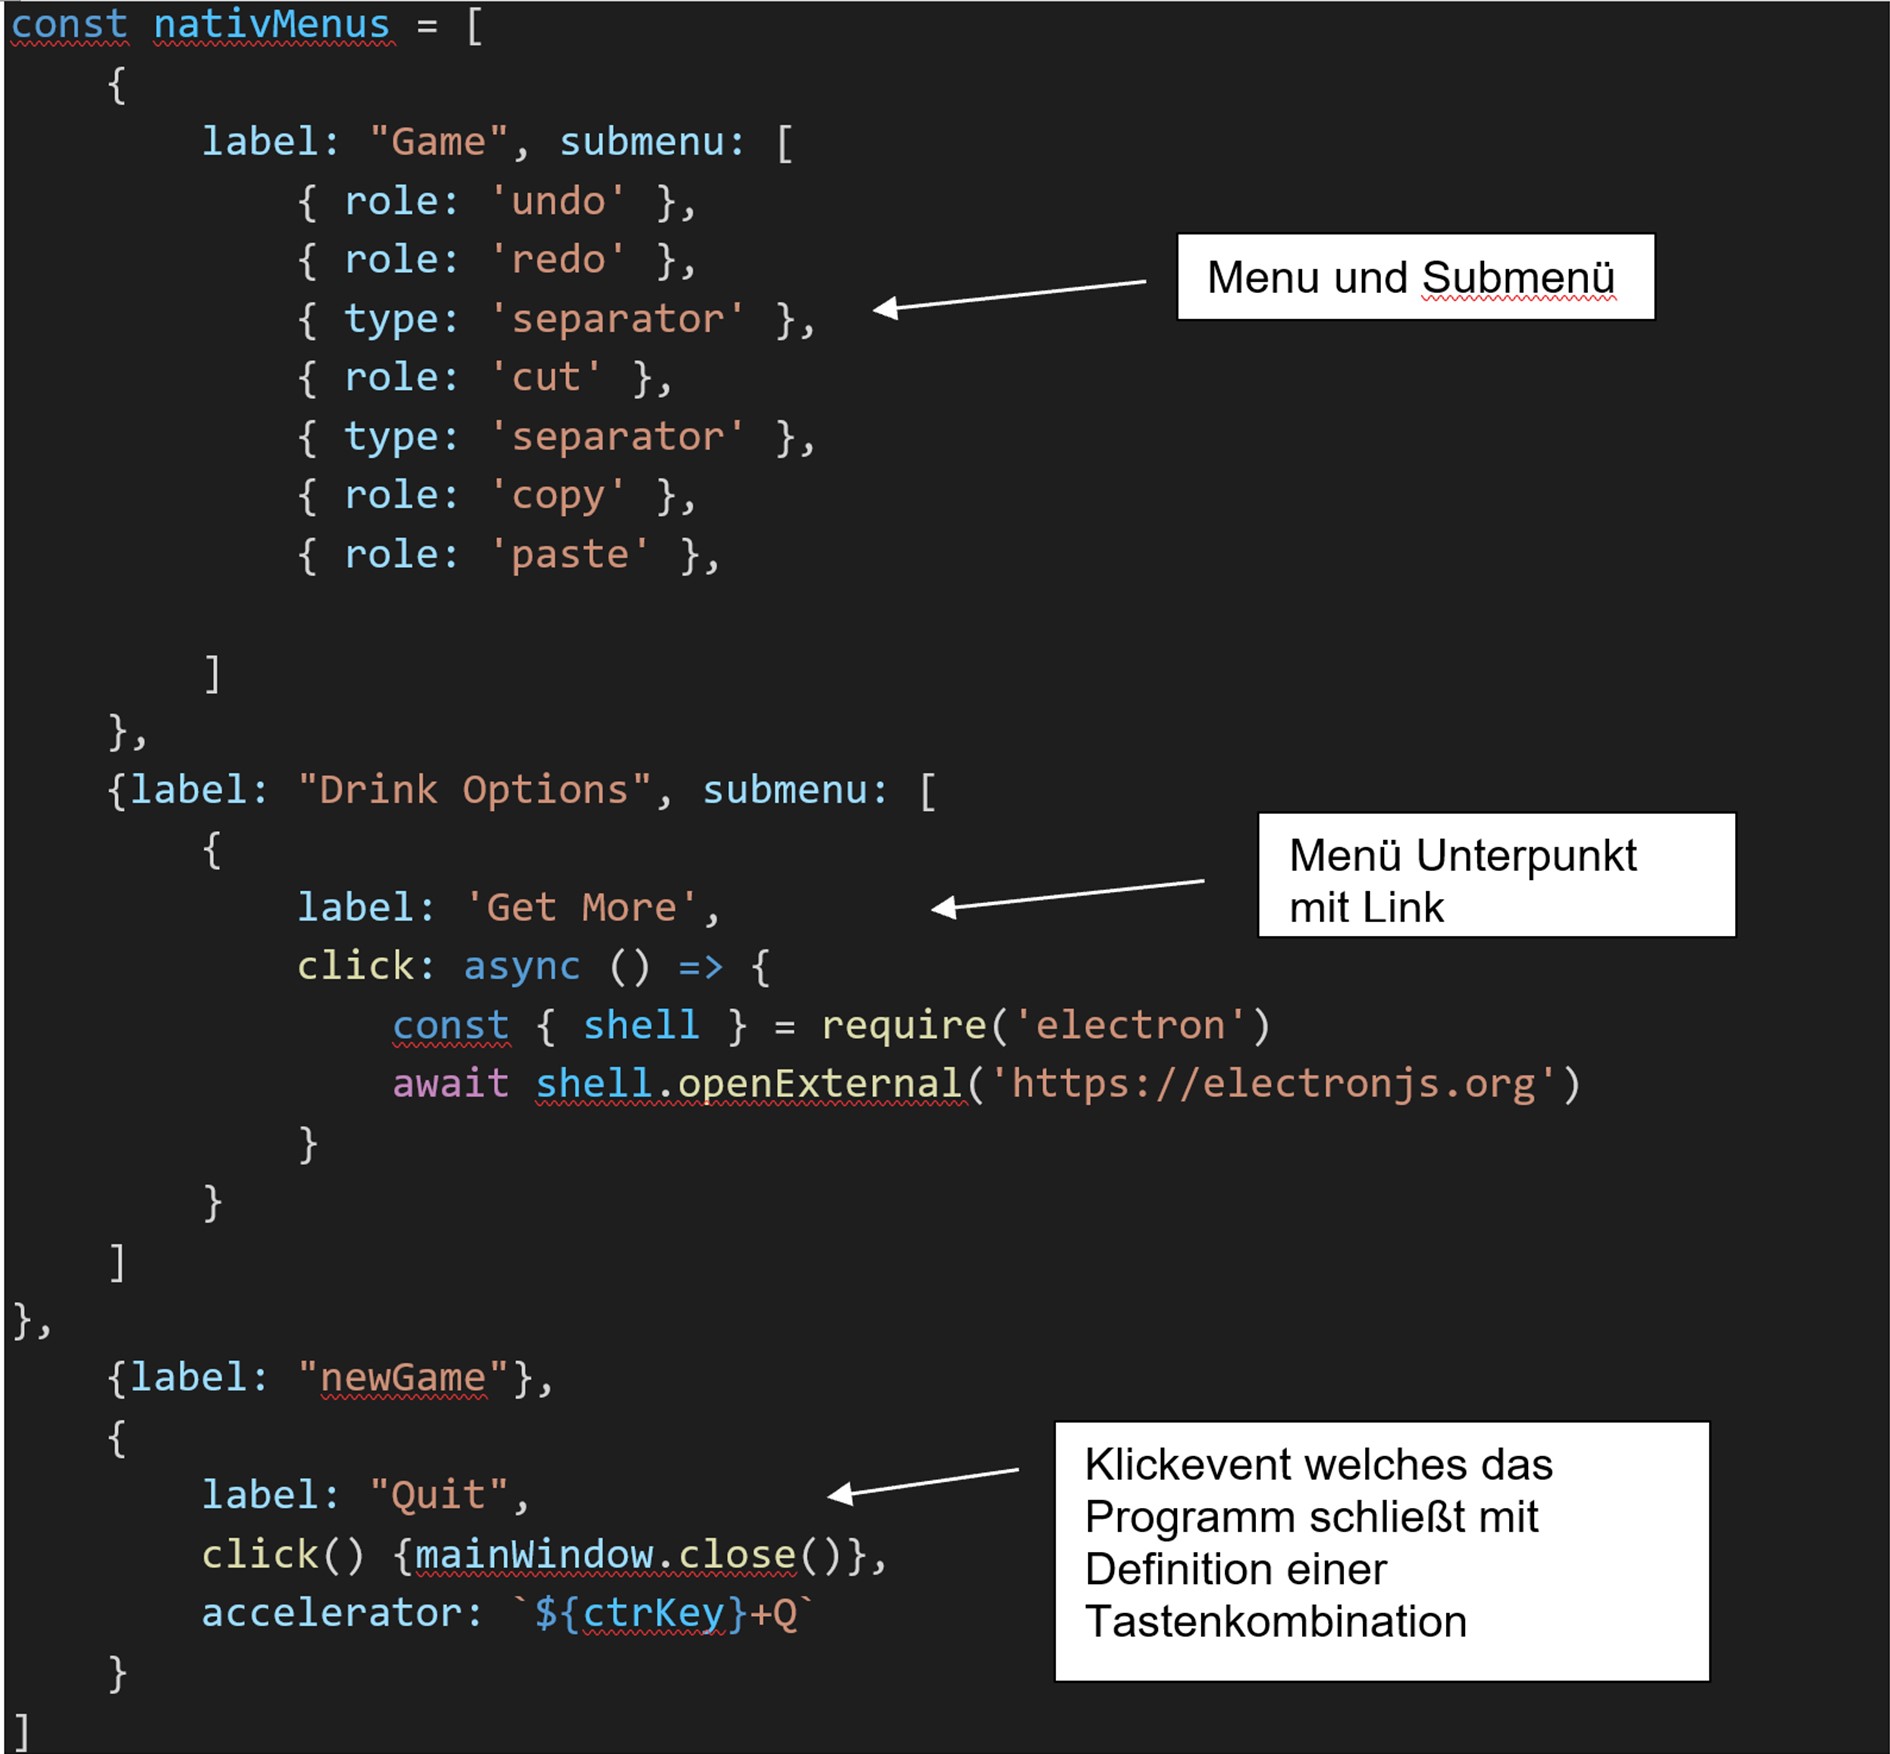 const nativMenus = [
    {
        label: "Game", submenu: [
            { role: 'undo' },
            { role: 'redo' },
            { type: 'separator' },
            { role: 'cut' },
            { type: 'separator' },
            { role: 'copy' },
            { role: 'paste' },
        ]
    },
    {label: "Drink Options", submenu: [
        {
            label: 'Get More',
            click: async () => {
                const { shell } = require('electron')
                await shell.openExternal('https://electronjs.org')
            }
        }
    ]
},
    {label: "newGame"},
    {
        label: "Quit",
        click() {mainWindow.close()},
        accelerator: `${ctrKey}+Q`
    }
]
Menu und Submenü
Menü Unterpunkt
mit Link
Klickevent welches das
Programm schließt mit
Definition einer
Tastenkombination